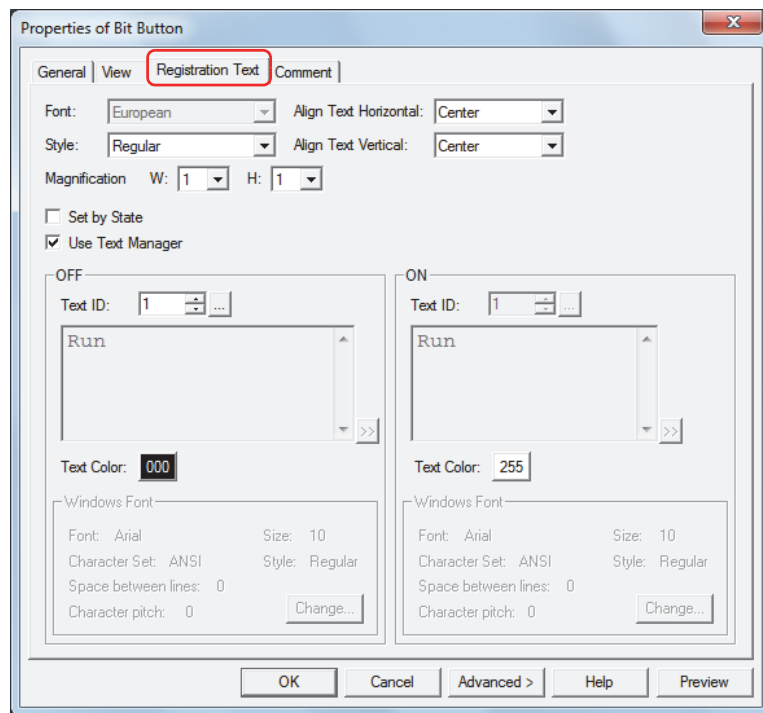 Properties of Bit Button
x
General View Registration Text Comment
Font: European Align Text Horizontal: Center
Style: Regular Align Text Vertical: Center
Magnification W: 1 H: 1
Set by State
Use Text Manager
OFF ON
Text ID: 1 ... Text ID: 1 ...
Run Run
>> >>
Text Color: 000 Text Color: 255
Windows Font Windows Font
Font: Arial Size: 10 Font: Arial Size: 10
Character Set: ANSI Style: Regular Character Set: ANSI Style: Regular
Space between lines: 0 Space between lines: 0
Character pitch: 0 Change... Character pitch: 0 Change...
OK Cancel Advanced > Help Preview